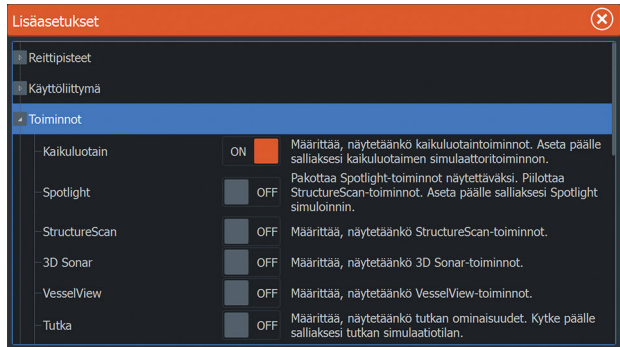 Lisäasetukset
Reittipisteet
Käyttöliittymä
Toiminnot
Kaikuluotain
ON
Määrittää, näytetäänkö kaikuluotaintoiminnot. Aseta päälle
salliaksesi kaikuluotaimen simulaattoritoiminnon.
Spotlight
OFF
Pakottaa Spotlight-toiminnot näytettäväksi. Piilottaa
StructureScan-toiminnot. Aseta päälle salliaksesi Spotlight
simuloinnin.
StructureScan
OFF
Määrittää, näytetäänkö StructureScan-toiminnot.
3D Sonar
OFF
Määrittää, näytetäänkö 3D Sonar-toiminnot.
VesselView
OFF
Määrittää, näytetäänkö VesselView-toiminnot.
Tutka
OFF
Määrittää, näytetäänkö tutkan ominaisuudet. Kytke päälle
salliaksesi tutkan simulaatiotilan.